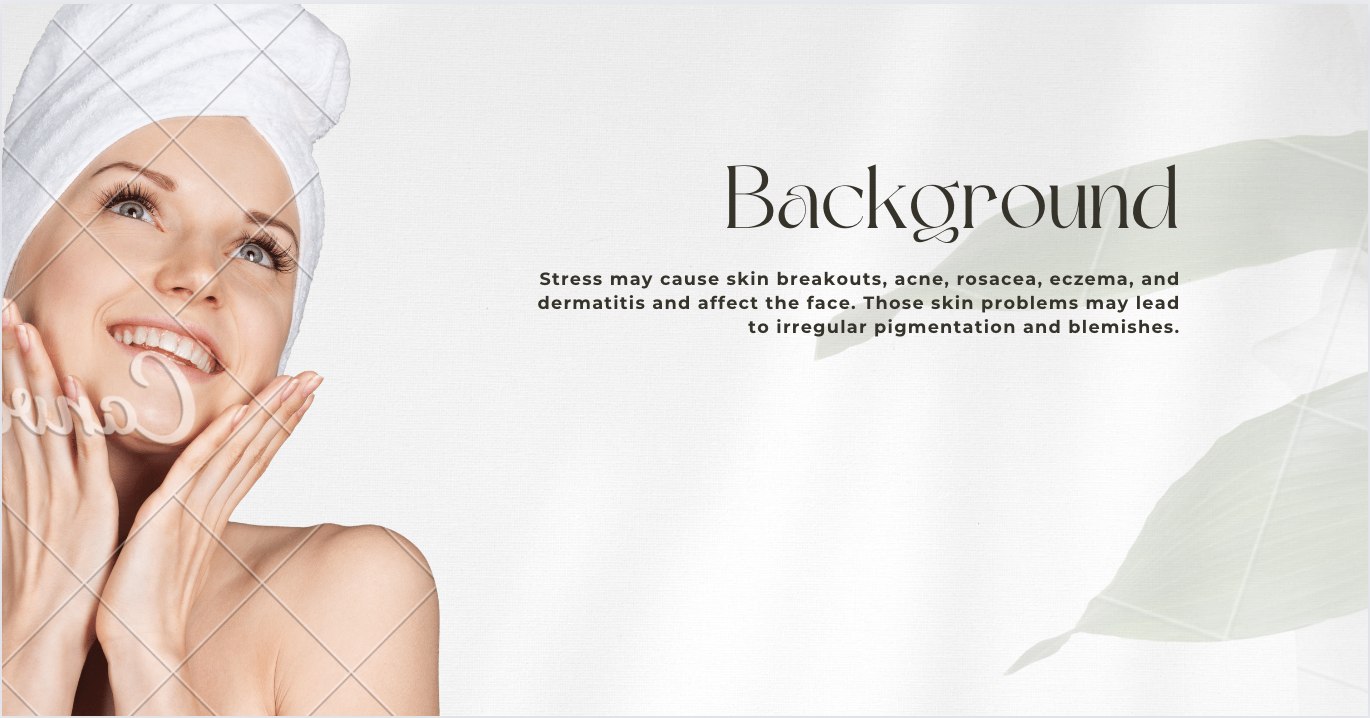 Background
Stress may cause skin breakouts, acne, rosacea, eczema, and
dermatitis and affect the face. Those skin problems may lead
to irregular pigmentation and blemishes.
Canva